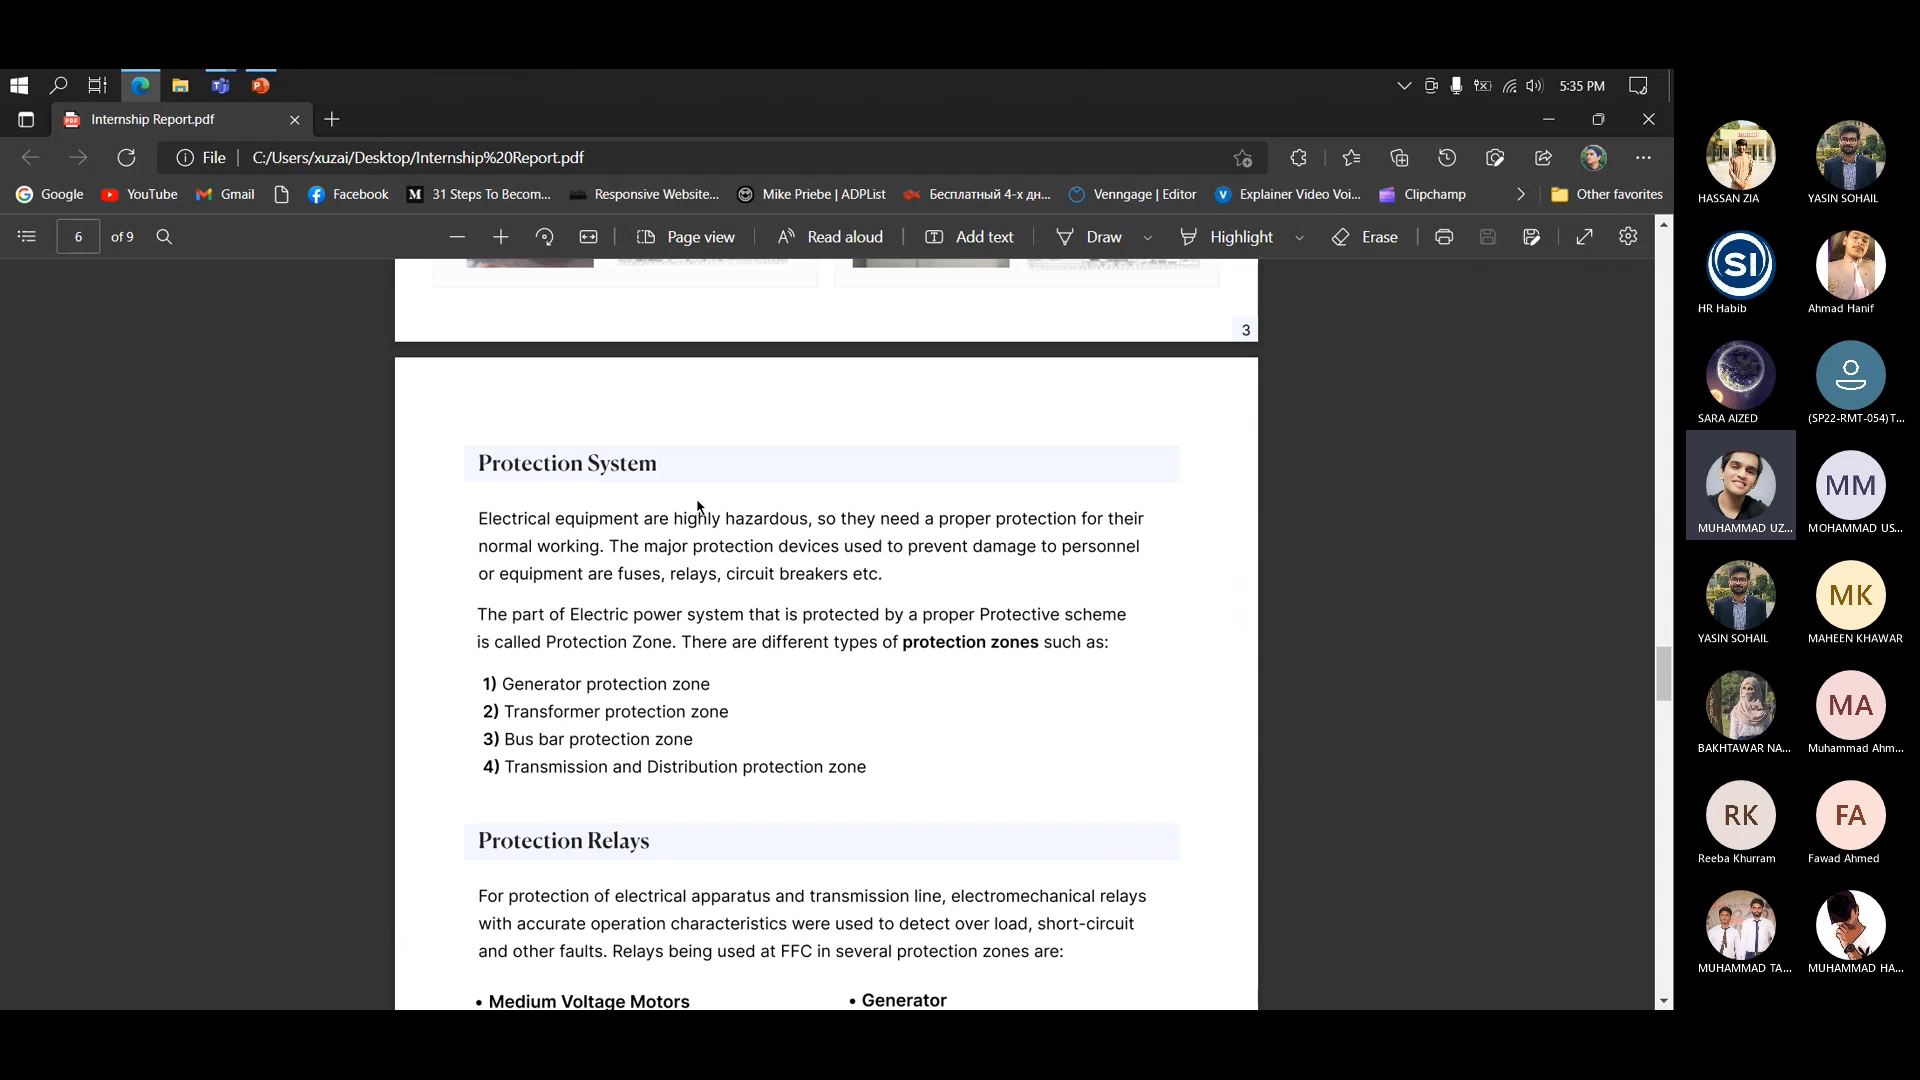 5:35 PM
Internship Report.pdf
File
C:/Users/xuzai/Desktop/Internship%20Report.pdf
Google
YouTube
Gmail
Facebook
31 Steps To Becom...
Responsive Website...
Mike Priebe | ADPList
Бесплатный 4-х дн...
Venngage | Editor
Explainer Video Voi...
Clipchamp
Other favorites
6 of 9
Page view
Read aloud
Add text
Draw
Highlight
Erase
3
Protection System
Electrical equipment are highly hazardous, so they need a proper protection for their
normal working. The major protection devices used to prevent damage to personnel
or equipment are fuses, relays, circuit breakers etc.
The part of Electric power system that is protected by a proper Protective scheme
is called Protection Zone. There are different types of protection zones such as:
1) Generator protection zone
2) Transformer protection zone
3) Bus bar protection zone
4) Transmission and Distribution protection zone
Protection Relays
For protection of electrical apparatus and transmission line, electromechanical relays
with accurate operation characteristics were used to detect over load, short-circuit
and other faults. Relays being used at FFC in several protection zones are:
• Medium Voltage Motors
• Generator
HASSAN ZIA
YASIN SOHAIL
SI
HR Habib
Ahmad Hanif
SARA AIZED
(SP22-RMT-054) T...
MUHAMMAD UZ...
MM
MOHAMMAD US...
YASIN SOHAIL
MK
MAHEEN KHAWAR
BAKHTAWAR NA...
MA
Muhammad Ahm...
RK
Reeba Khurram
FA
Fawad Ahmed
MUHAMMAD TA...
MUHAMMAD HA...